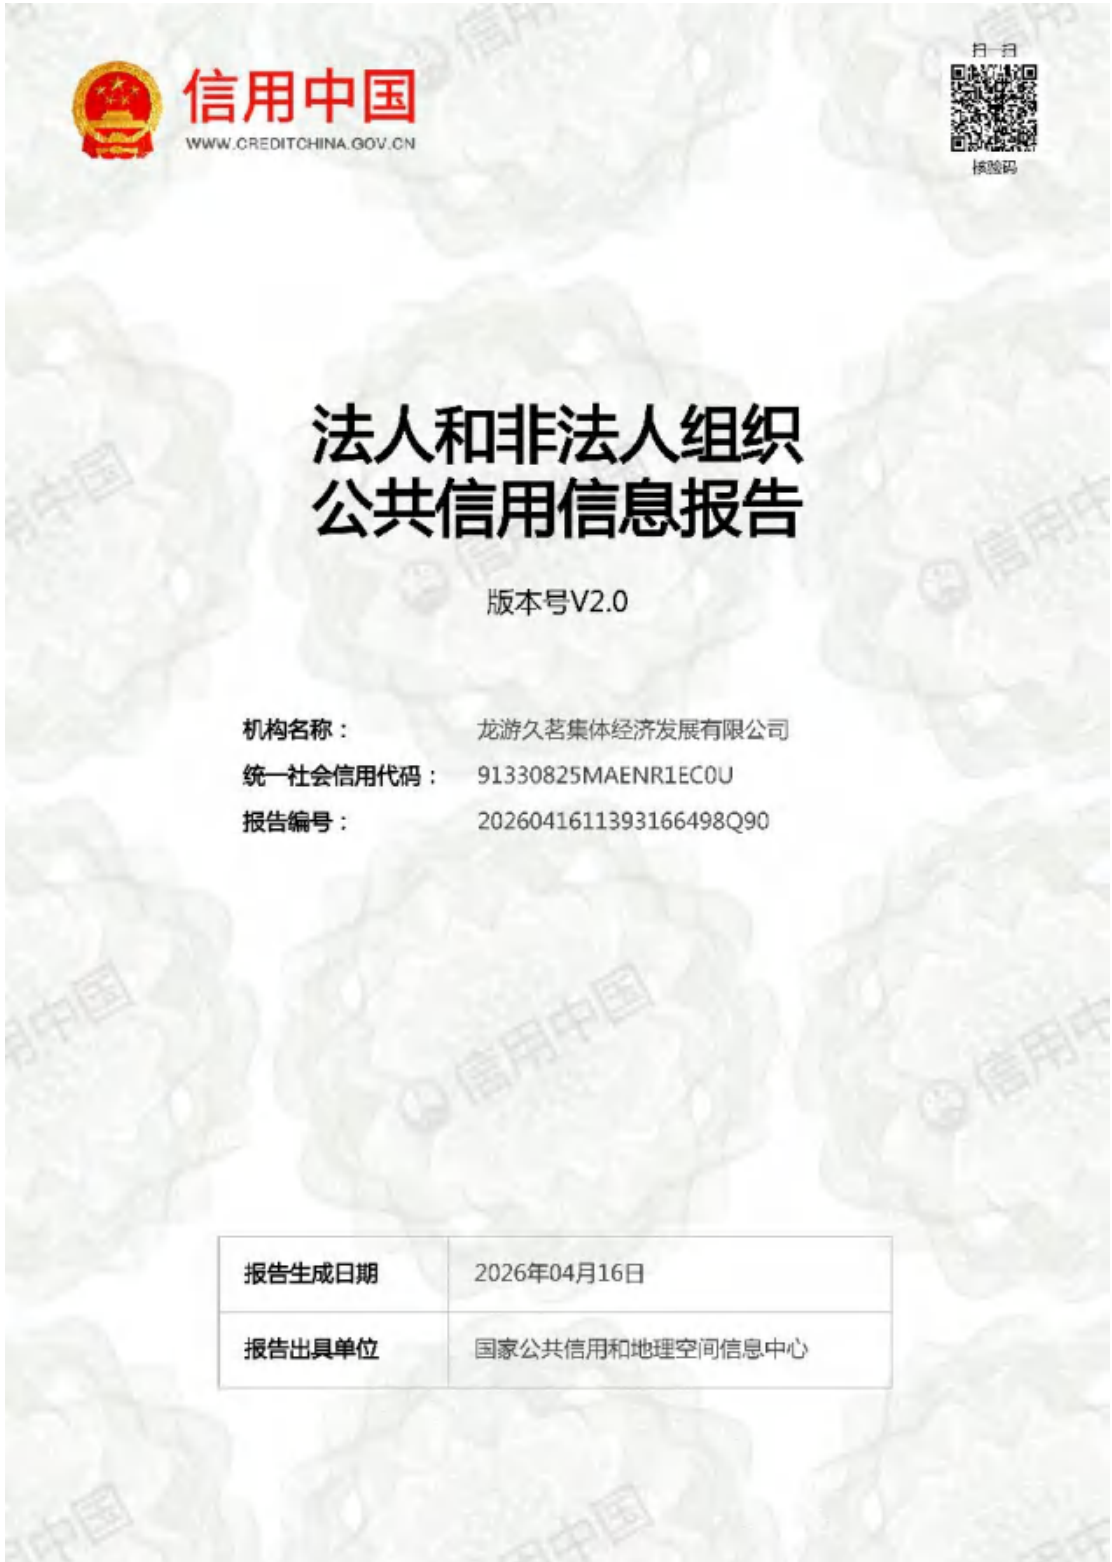 扫一扫
信用中国
WWW.CREDITCHINA.GOV.CN
核验码
法人和非法人组织
公共信用信息报告
版本号V2.0
机构名称： 龙游久茗集体经济发展有限公司
统一社会信用代码： 91330825MAENR1EC0U
报告编号： 2026041611393166498Q90
报告生成日期 2026年04月16日
报告出具单位 国家公共信用和地理空间信息中心